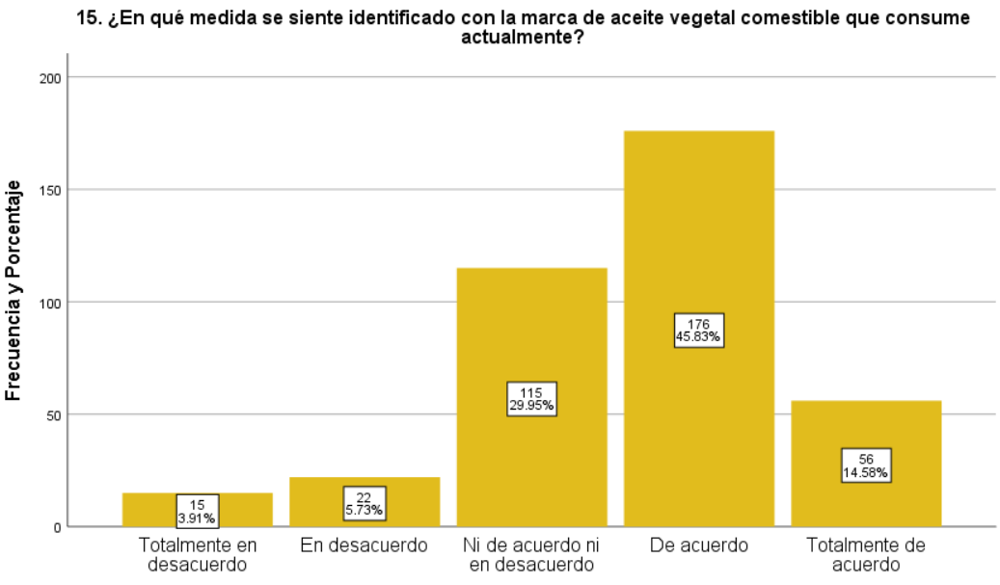 15. ¿En qué medida se siente identificado con la marca de aceite vegetal comestible que consume
actualmente?
Frecuencia y Porcentaje
200
150
100
50
0
15
3.91%
22
5.73%
115
29.95%
176
45.83%
56
14.58%
Totalmente en
desacuerdo
En desacuerdo
Ni de acuerdo ni
en desacuerdo
De acuerdo
Totalmente de
acuerdo